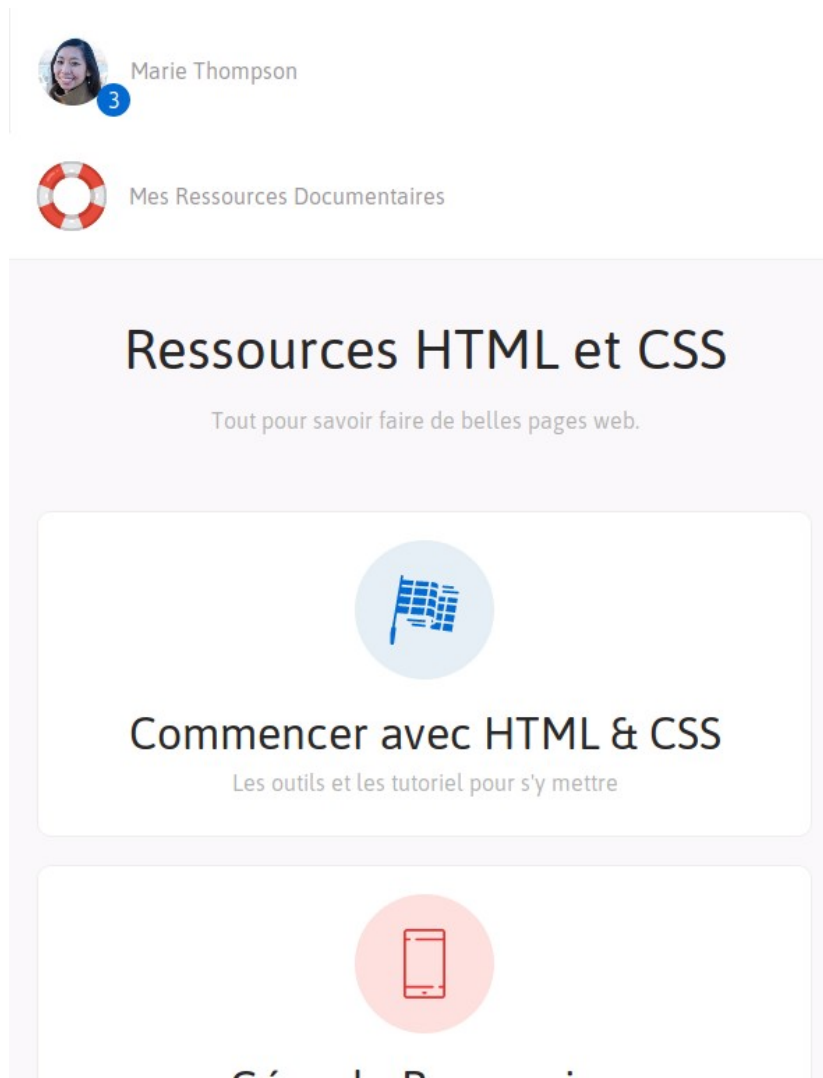 Marie Thompson
3
Mes Ressources Documentaires
Ressources HTML et CSS
Tout pour savoir faire de belles pages web.
Commencer avec HTML & CSS
Les outils et les tutoriel pour s'y mettre